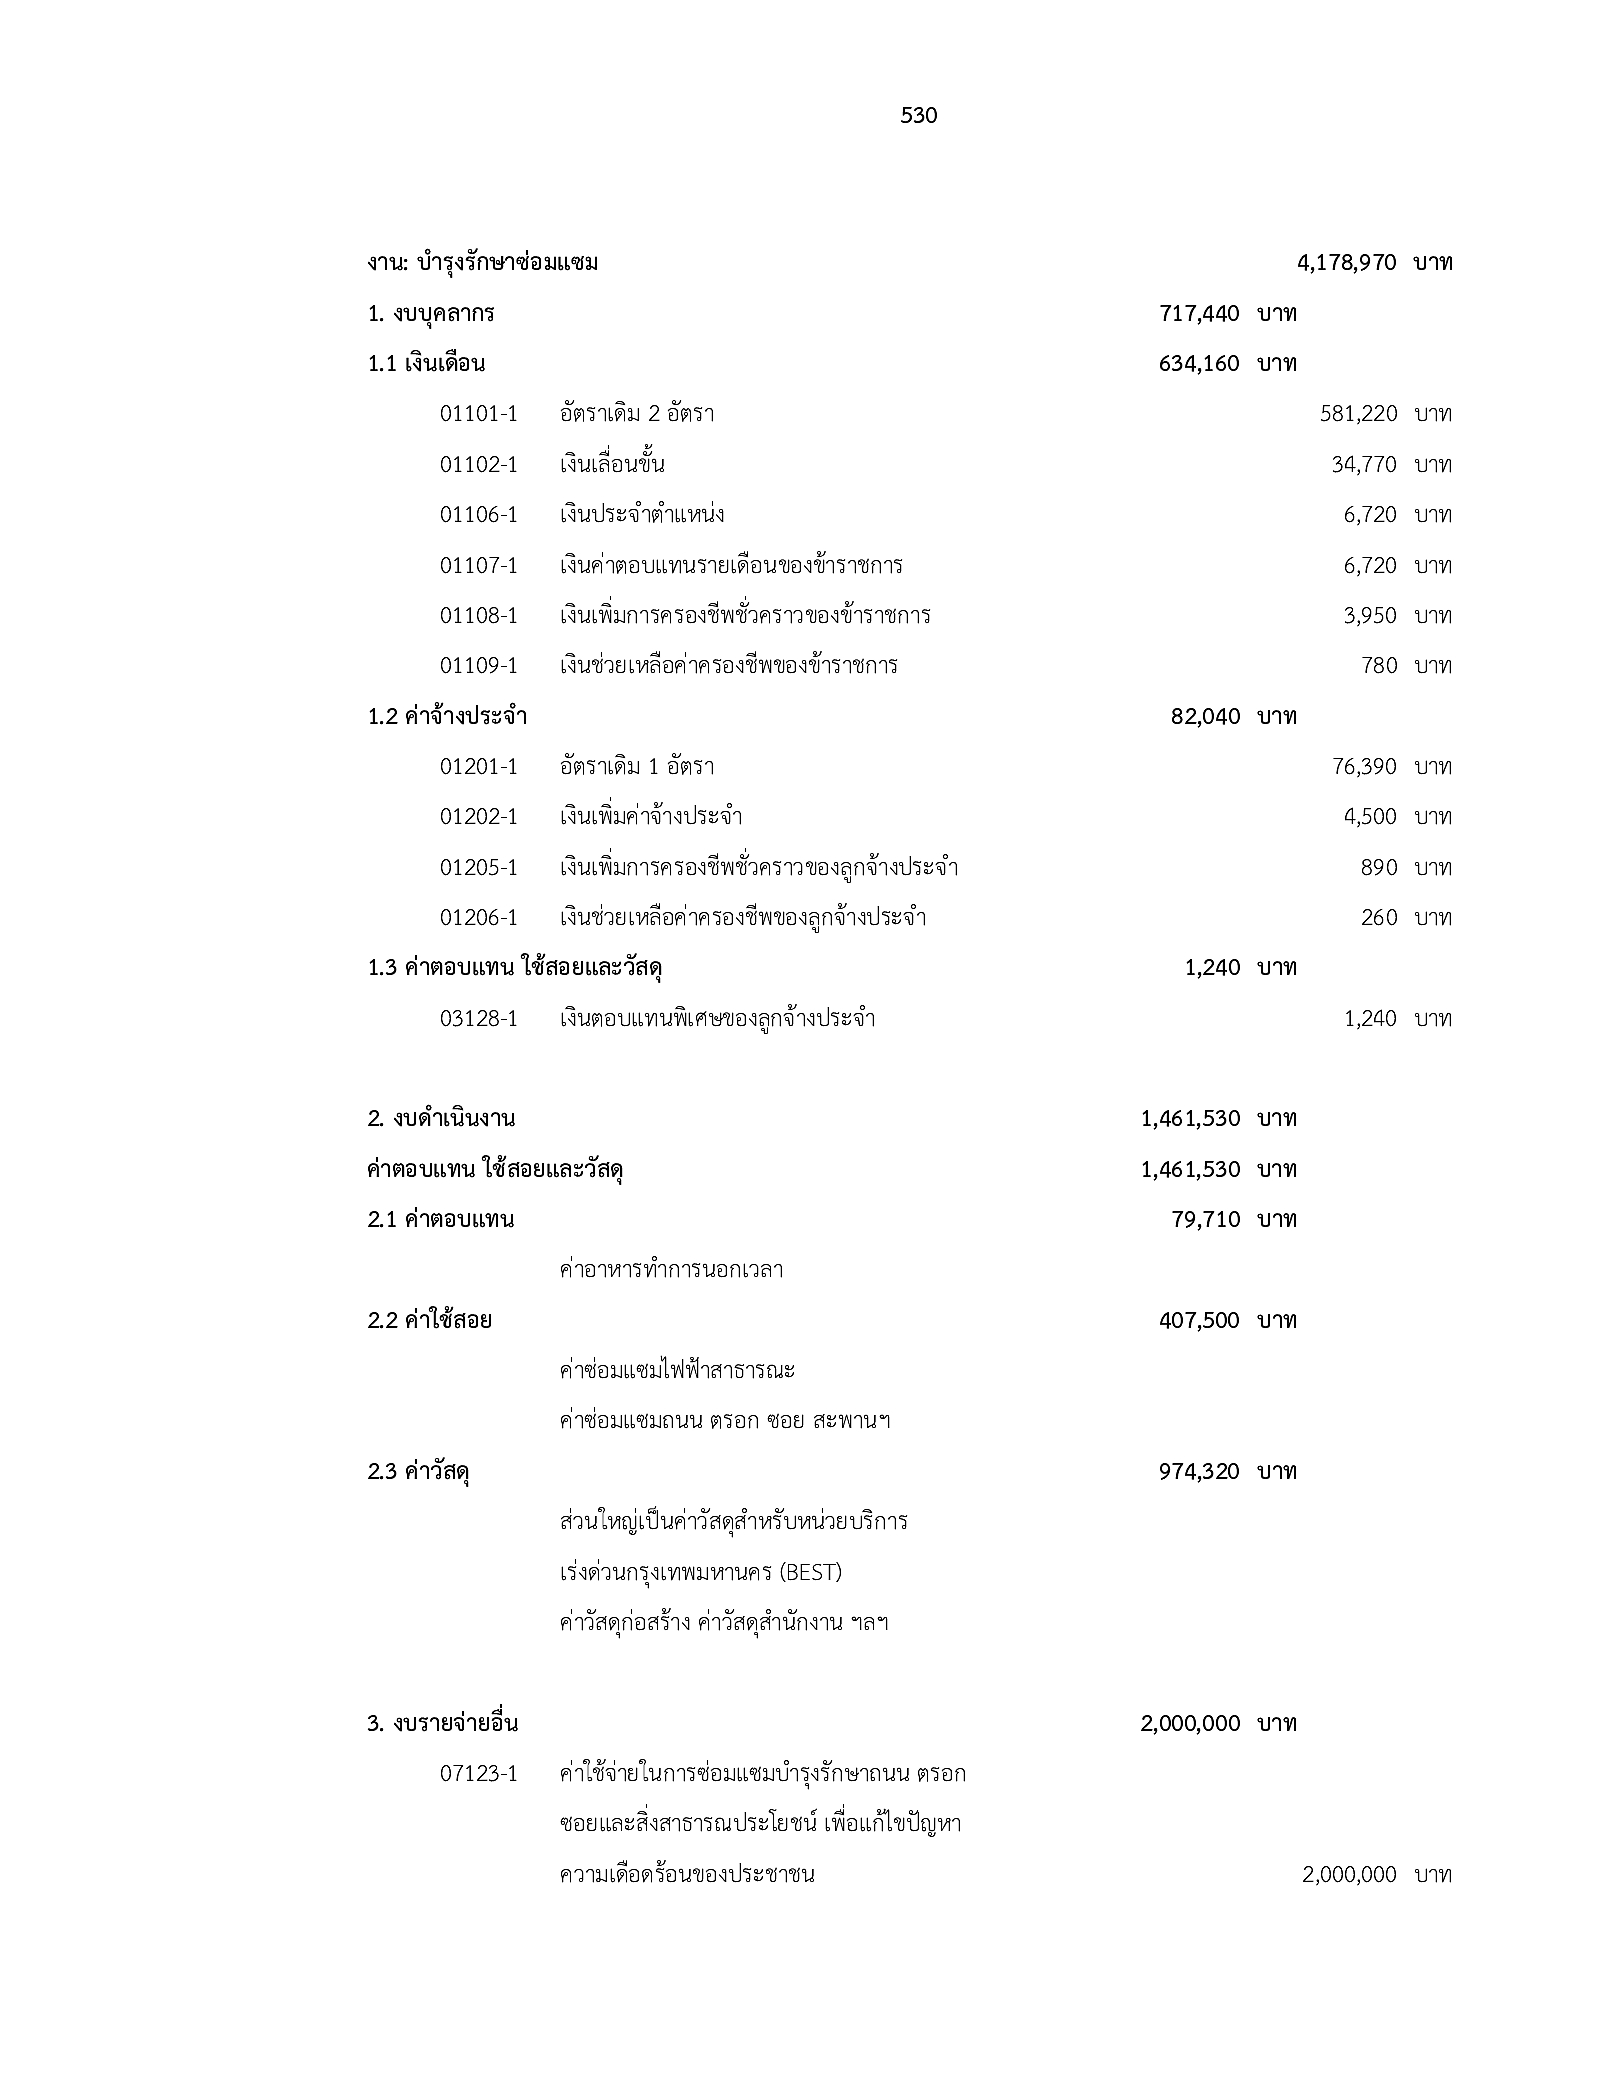 530
งาน: บำรุงรักษาซ่อมแซม 4,178,970 บาท
1. งบบุคลากร 717,440 บาท
1.1 เงินเดือน 634,160 บาท
01101-1 อัตราเดิม 2 อัตรา 581,220 บาท
01102-1 เงินเลื่อนขั้น 34,770 บาท
01106-1 เงินประจำตำแหน่ง 6,720 บาท
01107-1 เงินค่าตอบแทนรายเดือนของข้าราชการ 6,720 บาท
01108-1 เงินเพิ่มการครองชีพชั่วคราวของข้าราชการ 3,950 บาท
01109-1 เงินช่วยเหลือค่าครองชีพของข้าราชการ 780 บาท
1.2 ค่าจ้างประจำ 82,040 บาท
01201-1 อัตราเดิม 1 อัตรา 76,390 บาท
01202-1 เงินเพิ่มค่าจ้างประจำ 4,500 บาท
01205-1 เงินเพิ่มการครองชีพชั่วคราวของลูกจ้างประจำ 890 บาท
01206-1 เงินช่วยเหลือค่าครองชีพของลูกจ้างประจำ 260 บาท
1.3 ค่าตอบแทน ใช้สอยและวัสดุ 1,240 บาท
03128-1 เงินตอบแทนพิเศษของลูกจ้างประจำ 1,240 บาท
2. งบดำเนินงาน 1,461,530 บาท
ค่าตอบแทน ใช้สอยและวัสดุ 1,461,530 บาท
2.1 ค่าตอบแทน 79,710 บาท
ค่าอาหารทำการนอกเวลา
2.2 ค่าใช้สอย 407,500 บาท
ค่าซ่อมแซมไฟฟ้าสาธารณะ
ค่าซ่อมแซมถนน ตรอก ซอย สะพานฯ
2.3 ค่าวัสดุ 974,320 บาท
ส่วนใหญ่เป็นค่าวัสดุสำหรับหน่วยบริการ
เร่งด่วนกรุงเทพมหานคร (BEST)
ค่าวัสดุก่อสร้าง ค่าวัสดุสำนักงาน ฯลฯ
3. งบรายจ่ายอื่น 2,000,000 บาท
07123-1 ค่าใช้จ่ายในการซ่อมแซมบำรุงรักษาถนน ตรอก
ซอยและสิ่งสาธารณประโยชน์ เพื่อแก้ไขปัญหา
ความเดือดร้อนของประชาชน 2,000,000 บาท